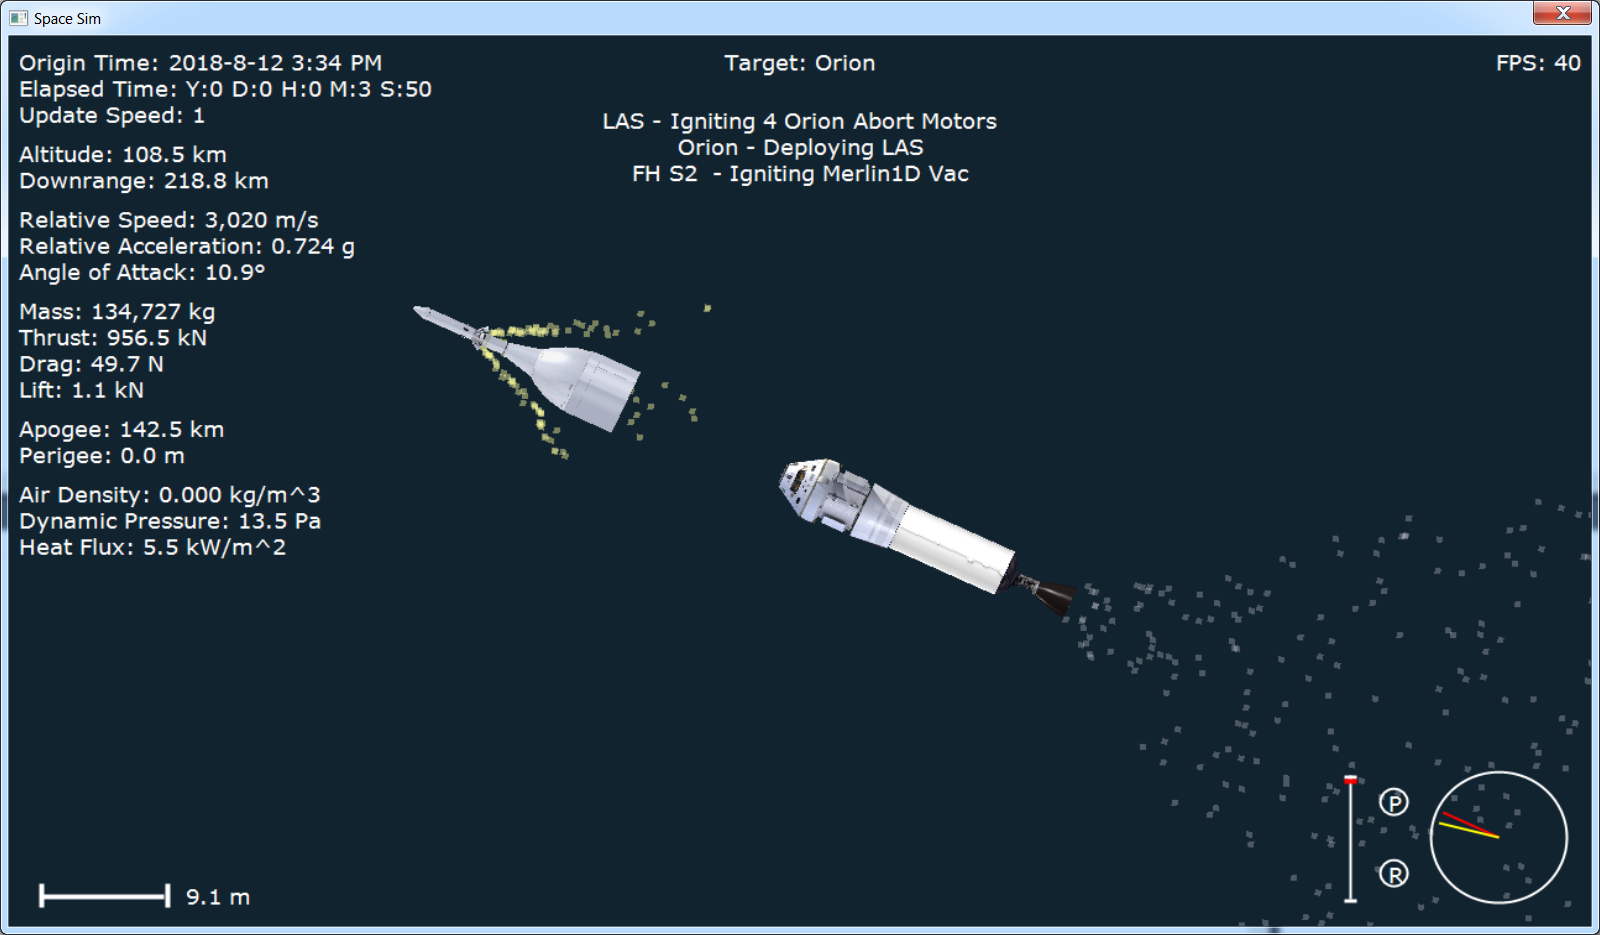 Space Sim
Origin Time: 2018-8-12 3:34 PM
Elapsed Time: Y:0 D:0 H:0 M:3 S:50
Update Speed: 1
Target: Orion
FPS: 40
LAS - Igniting 4 Orion Abort Motors
Orion - Deploying LAS
FH S2  - Igniting Merlin1D Vac
Altitude: 108.5 km
Downrange: 218.8 km
Relative Speed: 3,020 m/s
Relative Acceleration: 0.724 g
Angle of Attack: 10.9°
Mass: 134,727 kg
Thrust: 956.5 kN
Drag: 49.7 N
Lift: 1.1 kN
Apogee: 142.5 km
Perigee: 0.0 m
Air Density: 0.000 kg/m^3
Dynamic Pressure: 13.5 Pa
Heat Flux: 5.5 kW/m^2
P
R
9.1 m